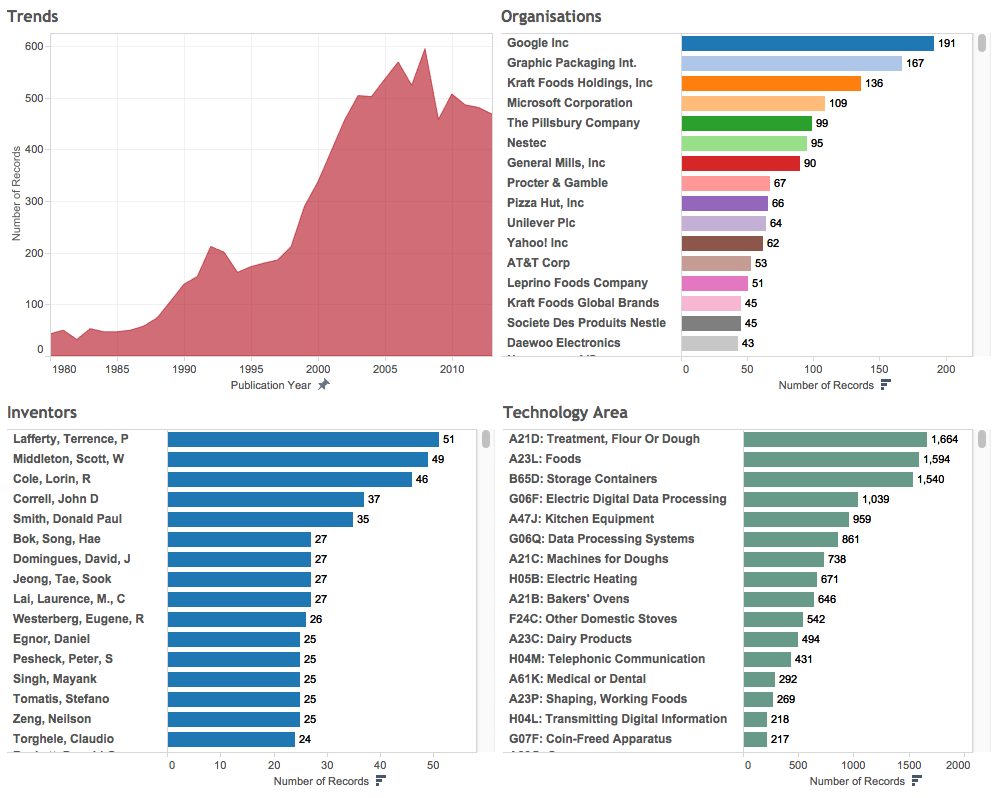 Trends
600
500
400
300
200
100
0
Number of Records
1980 1985 1990 1995 2000 2005 2010
Publication Year
Organisations
Google Inc 191
Graphic Packaging Int. 167
Kraft Foods Holdings, Inc 136
Microsoft Corporation 109
The Pillsbury Company 99
Nestec 95
General Mills, Inc 90
Procter & Gamble 67
Pizza Hut, Inc 66
Unilever Plc 64
Yahoo! Inc 62
AT&T Corp 53
Leprino Foods Company 51
Kraft Foods Global Brands 45
Societe Des Produits Nestle 45
Daewoo Electronics 43
0 50 100 150 200
Number of Records
Inventors
Lafferty, Terrence, P 51
Middleton, Scott, W 49
Cole, Lorin, R 46
Correll, John D 37
Smith, Donald Paul 35
Bok, Song, Hae 27
Domingues, David, J 27
Jeong, Tae, Sook 27
Lai, Laurence, M., C 27
Westerberg, Eugene, R 26
Egnor, Daniel 25
Pesheck, Peter, S 25
Singh, Mayank 25
Tomatis, Stefano 25
Zeng, Neilson 25
Torghele, Claudio 24
0 10 20 30 40 50
Number of Records
Technology Area
A21D: Treatment, Flour Or Dough 1,664
A23L: Foods 1,594
B65D: Storage Containers 1,540
G06F: Electric Digital Data Processing 1,039
A47J: Kitchen Equipment 959
G06Q: Data Processing Systems 861
A21C: Machines for Doughs 738
H05B: Electric Heating 671
A21B: Bakers' Ovens 646
F24C: Other Domestic Stoves 542
A23C: Dairy Products 494
H04M: Telephonic Communication 431
A61K: Medical or Dental 292
A23P: Shaping, Working Foods 269
H04L: Transmitting Digital Information 218
G07F: Coin-Freed Apparatus 217
0 500 1000 1500 2000
Number of Records